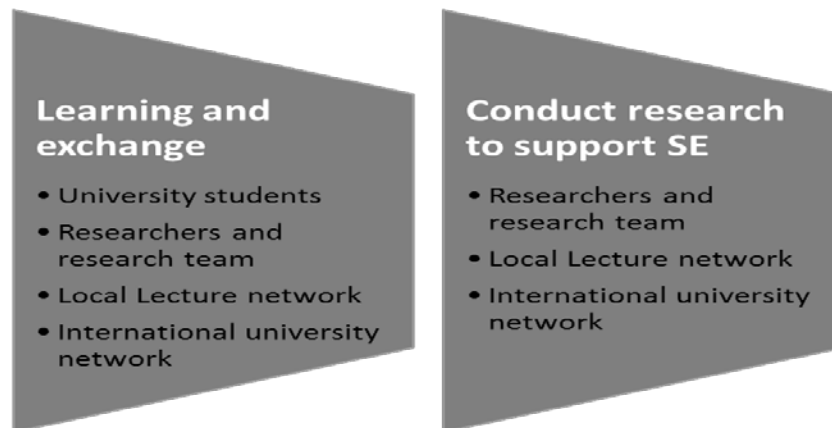 Learning and
exchange
• University students
• Researchers and
research team
• Local Lecture network
• International university
network
Conduct research
to support SE
• Researchers and
research team
• Local Lecture network
• International university
network